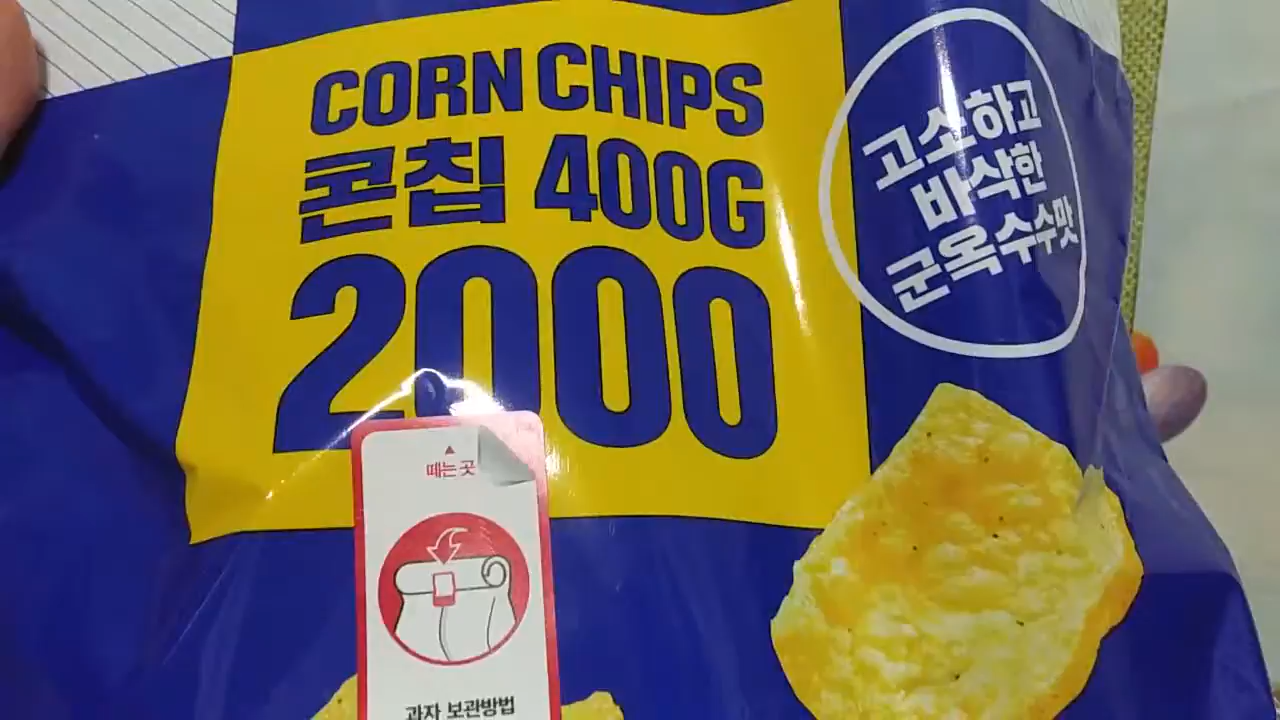 CORN CHIPS
콘칩 400G
2000
고소하고
바삭한
군옥수수맛
떼는 곳
과자 보관방법